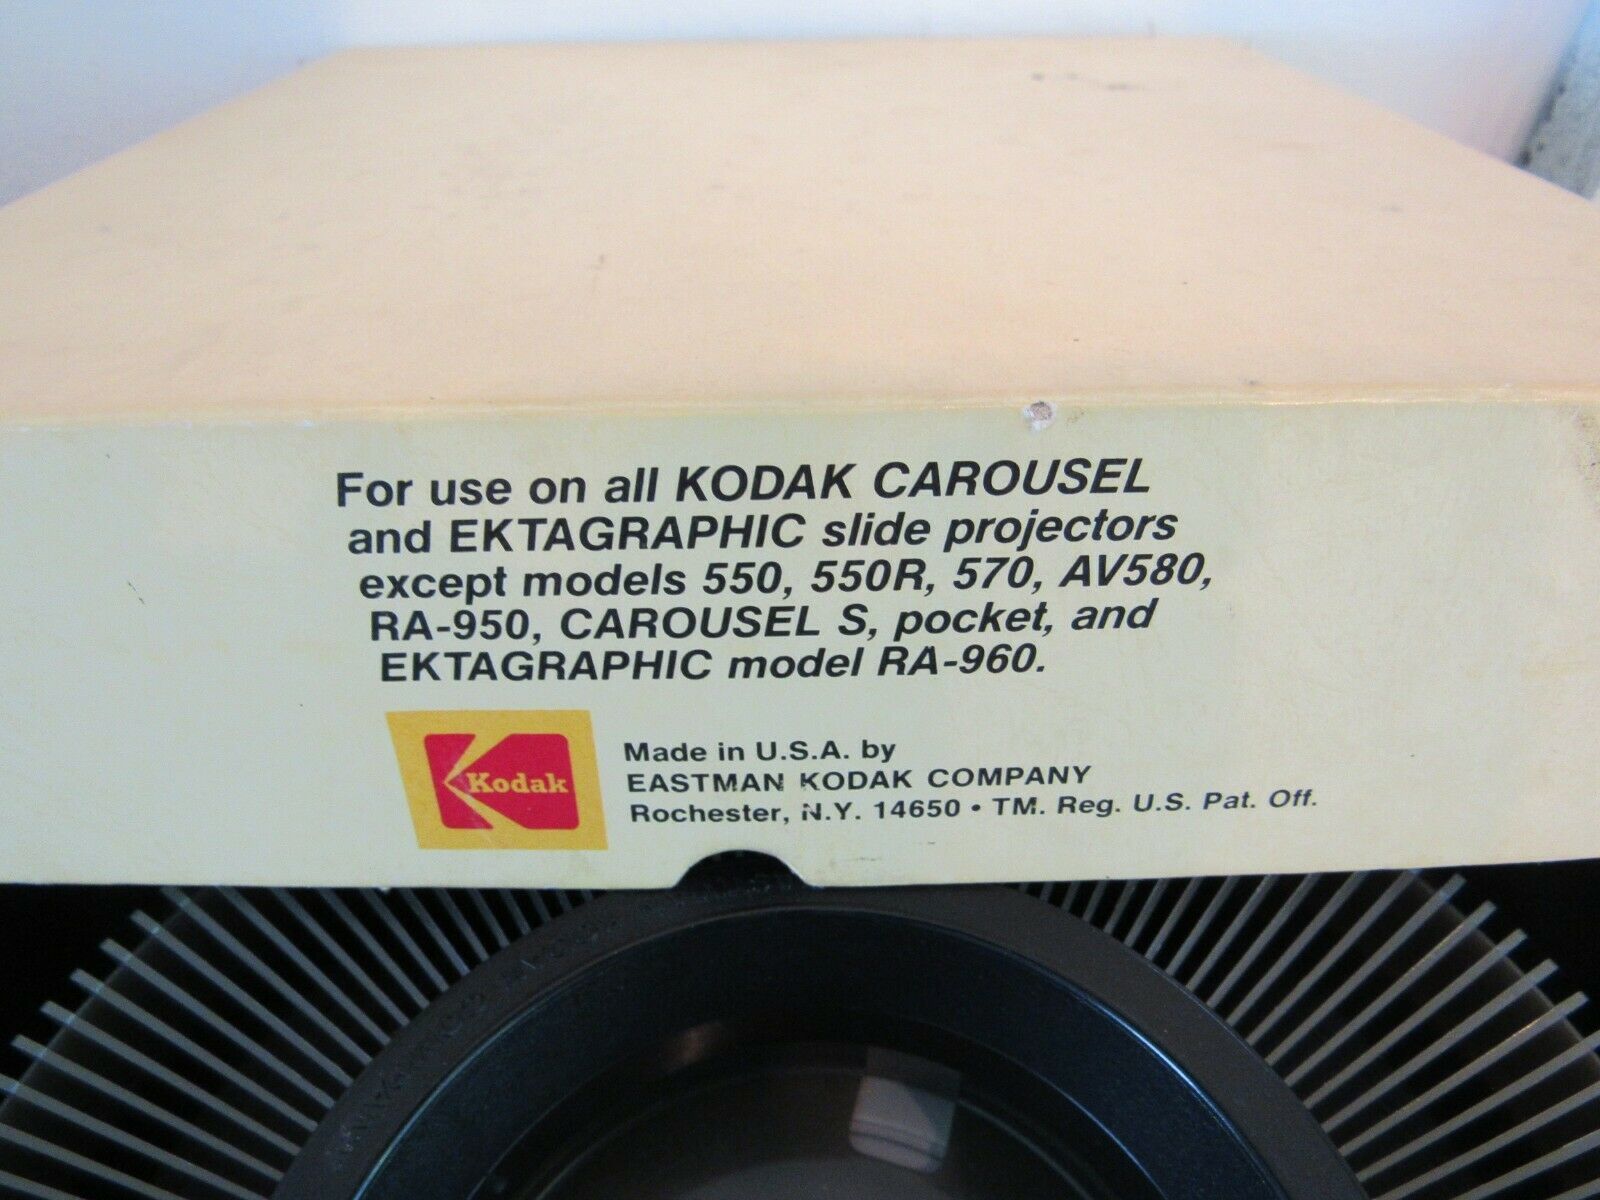 For use on all KODAK CAROUSEL
and EKTAGRAPHIC slide projectors
except models 550, 550R, 570, AV580,
RA-950, CAROUSEL S, pocket, and
EKTAGRAPHIC model RA-960.
Kodak
Made in U.S.A. by
EASTMAN KODAK COMPANY
Rochester, N.Y. 14650 • TM. Reg. U.S. Pat. Off.